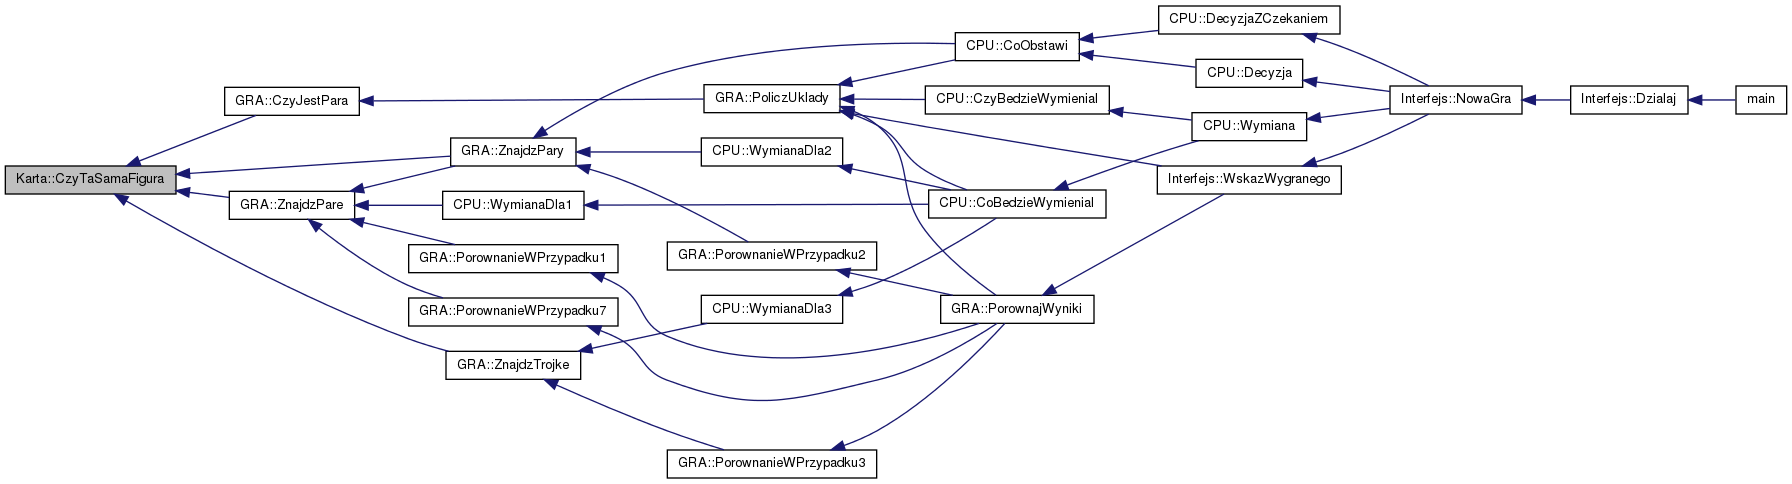 CPU::DecyzjaZCzekaniem
CPU::CoObstawi
CPU::Decyzja
GRA::CzyJestPara
GRA::PoliczUklady
CPU::CzyBedzieWymienial
Interfejs::NowaGra
Interfejs::Dzialaj
main
CPU::Wymiana
GRA::ZnajdzPary
CPU::WymianaDla2
Karta::CzyTaSamaFigura
Interfejs::WskazWygranego
GRA::ZnajdzPare
CPU::WymianaDla1
CPU::CoBedzieWymienial
GRA::PorownanieWPrzypadku1
GRA::PorownanieWPrzypadku2
GRA::PorownanieWPrzypadku7
CPU::WymianaDla3
GRA::PorownajWyniki
GRA::ZnajdzTrojke
GRA::PorownanieWPrzypadku3